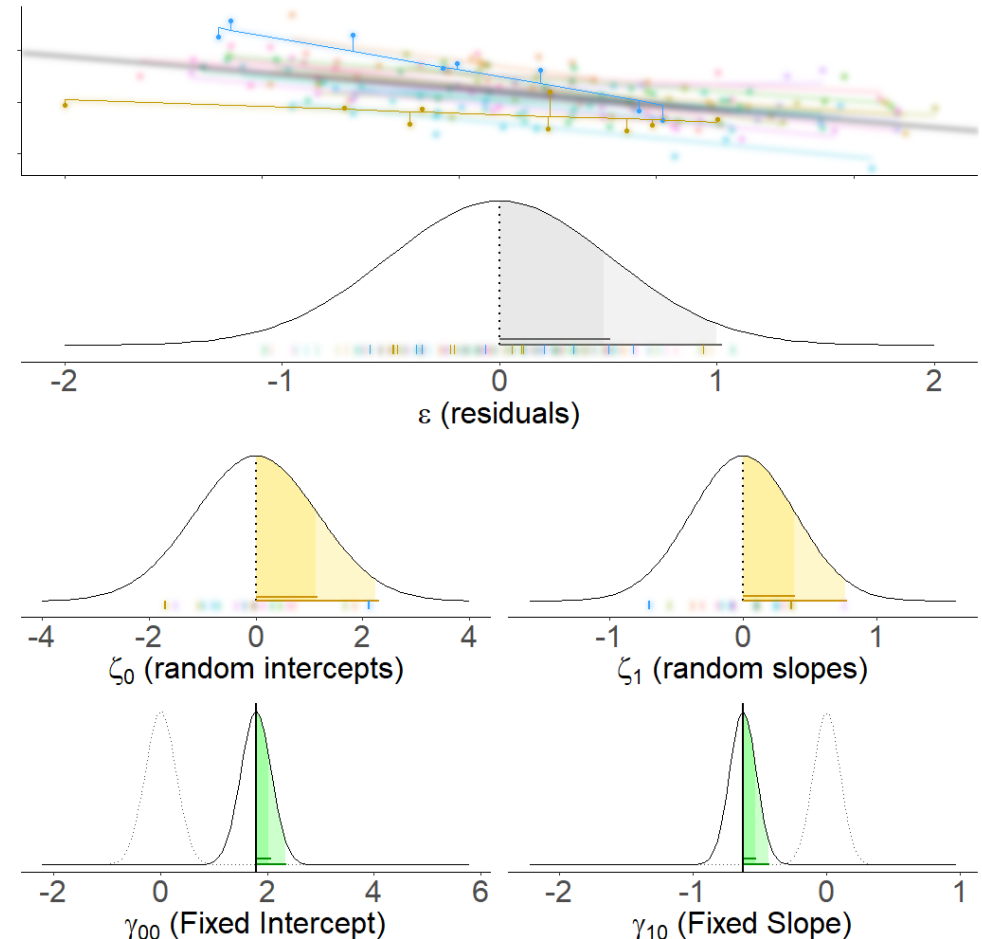 -2 -1 0 1 2
ε (residuals)
-4 -2 0 2 4
-1 0 1
ζ₀ (random intercepts)
ζ₁ (random slopes)
-2 0 2 4 6
-2 -1 0 1
γ₀₀ (Fixed Intercept)
γ₁₀ (Fixed Slope)